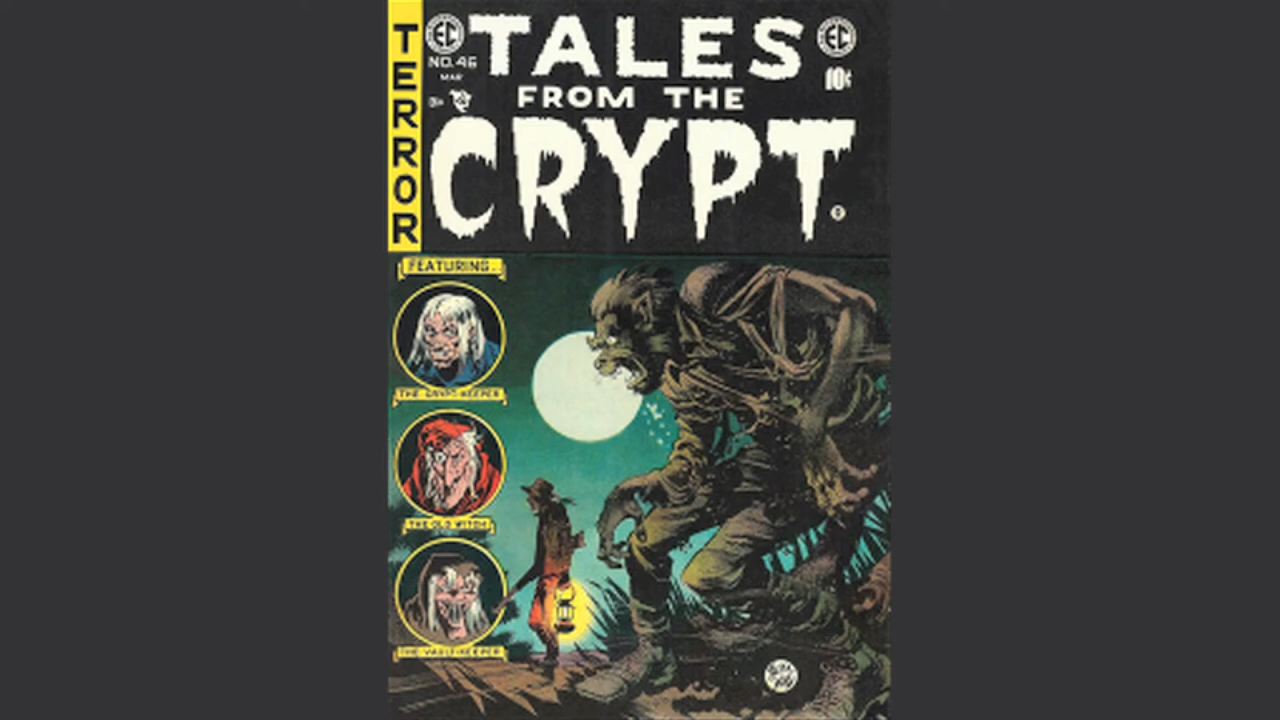 TERROR
EC
TALES
EC
NO. 46
MAR
10¢
FROM THE
CRYPT
FEATURING...
THE CRYPT-KEEPER
THE OLD WITCH
THE VAULT-KEEPER